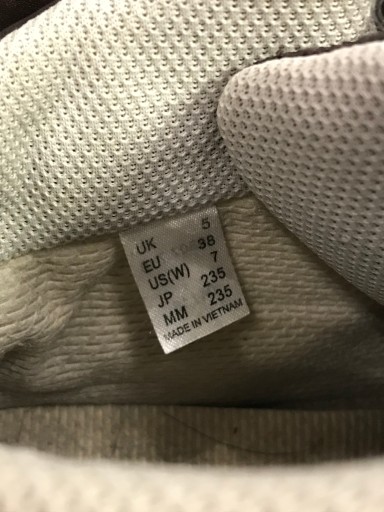 UK 5
EU 38
US(W) 7
JP 235
MM 235
MADE IN VIETNAM